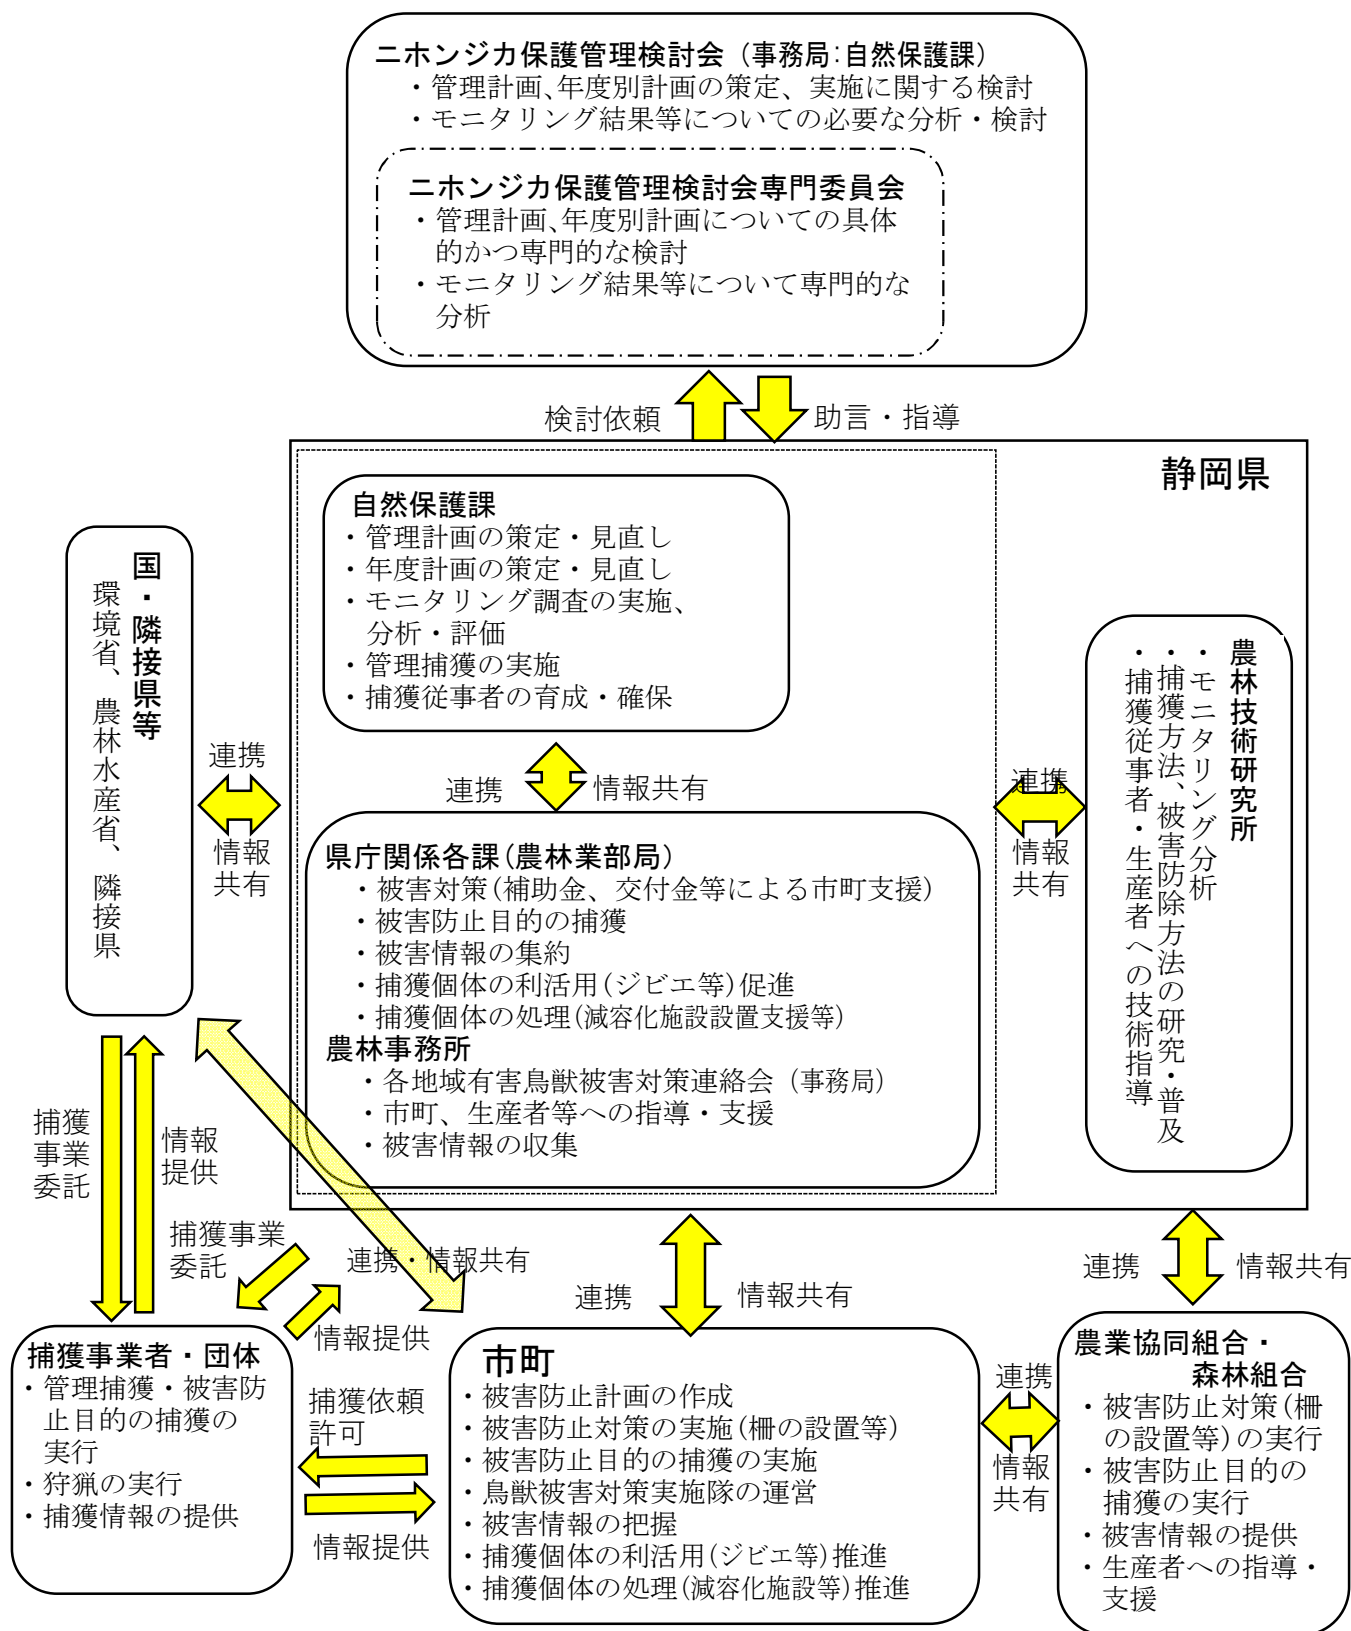 ニホンジカ保護管理検討会（事務局：自然保護課）
・管理計画、年度別計画の策定、実施に関する検討
・モニタリング結果等についての必要な分析・検討
ニホンジカ保護管理検討会専門委員会
・管理計画、年度別計画についての具体
的かつ専門的な検討
・モニタリング結果等について専門的な
分析
検討依頼
助言・指導
静岡県
自然保護課
・管理計画の策定・見直し
・年度計画の策定・見直し
・モニタリング調査の実施、
分析・評価
・管理捕獲の実施
・捕獲従事者の育成・確保
国・隣接県等
環境省、農林水産省、隣接県
連携
情報
共有
連携
情報共有
連携
情報
共有
農林技術研究所
・モニタリング分析
・捕獲方法、被害防除方法の研究・普及
・捕獲従事者・生産者への技術指導
県庁関係各課（農林業部局）
・被害対策（補助金、交付金等による市町支援）
・被害防止目的の捕獲
・被害情報の集約
・捕獲個体の利活用（ジビエ等）促進
・捕獲個体の処理（減容化施設設置支援等）
農林事務所
・各地域有害鳥獣被害対策連絡会（事務局）
・市町、生産者等への指導・支援
・被害情報の収集
捕獲
事業
委託
情報
提供
捕獲事業
委託
連携・情報共有
情報提供
連携
情報共有
連携
情報共有
捕獲事業者・団体
・管理捕獲・被害防
止目的の捕獲の
実行
・狩猟の実行
・捕獲情報の提供
捕獲依頼
許可
情報提供
市町
・被害防止計画の作成
・被害防止対策の実施（柵の設置等）
・被害防止目的の捕獲の実施
・鳥獣被害対策実施隊の運営
・被害情報の把握
・捕獲個体の利活用（ジビエ等）推進
・捕獲個体の処理（減容化施設等）推進
連携
情報
共有
農業協同組合・
森林組合
・被害防止対策（柵
の設置等）の実行
・被害防止目的の
捕獲の実行
・被害情報の提供
・生産者への指導・
支援